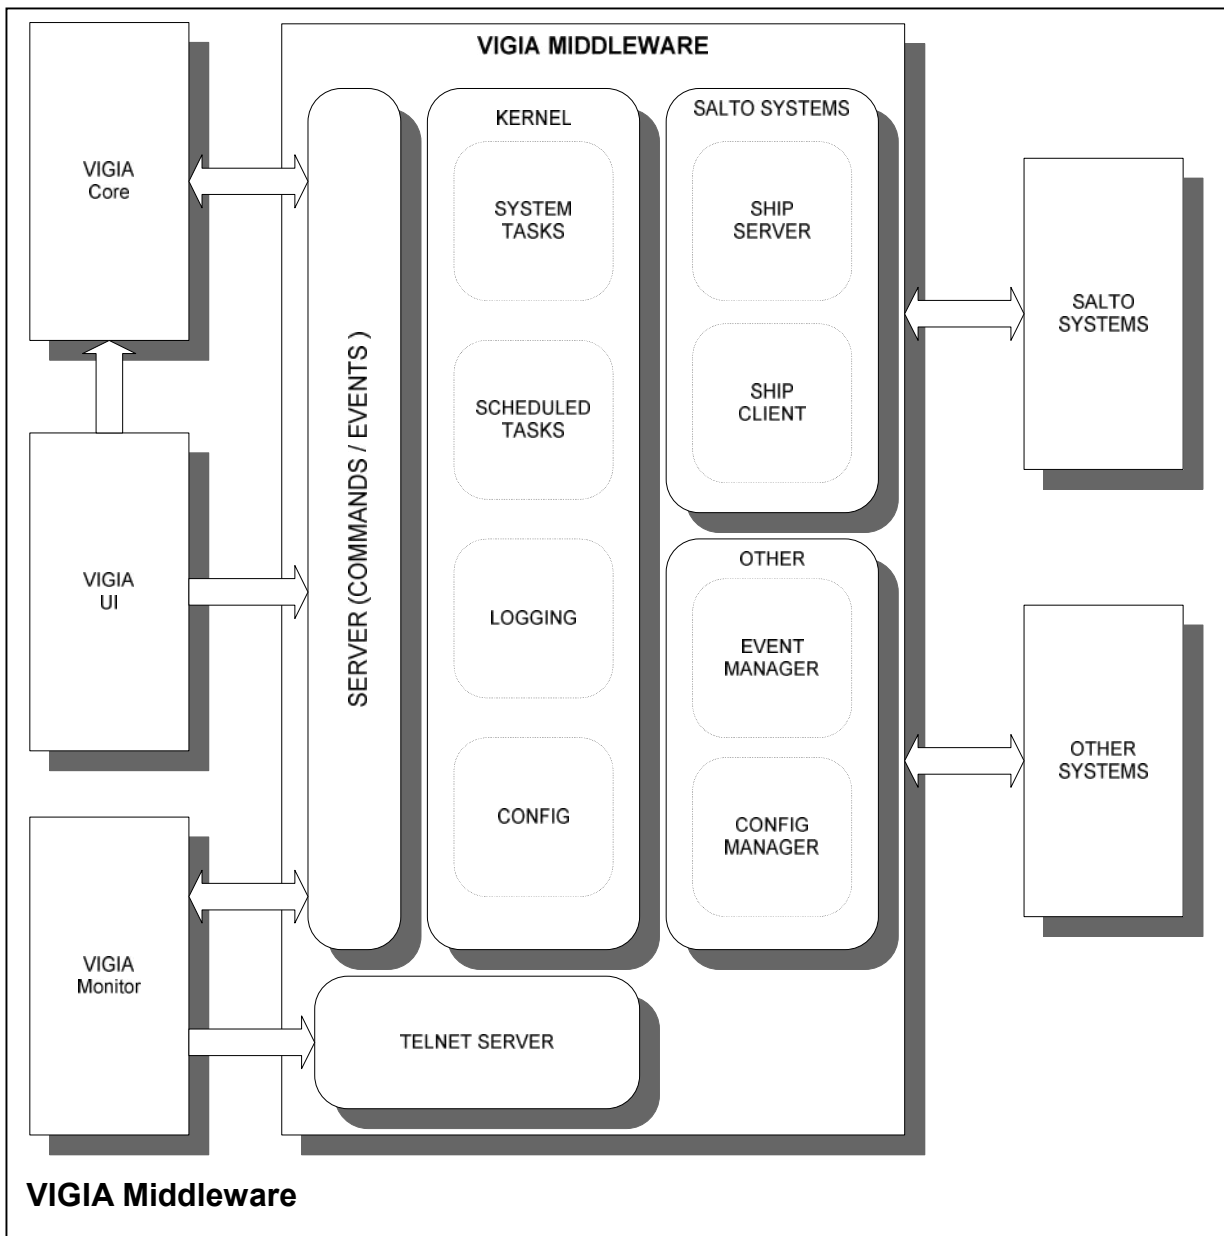 VIGIA MIDDLEWARE
VIGIA
Core
VIGIA
UI
VIGIA
Monitor
SERVER (COMMANDS / EVENTS )
KERNEL
SYSTEM
TASKS
SCHEDULED
TASKS
LOGGING
CONFIG
SALTO SYSTEMS
SHIP
SERVER
SHIP
CLIENT
OTHER
EVENT
MANAGER
CONFIG
MANAGER
TELNET SERVER
SALTO
SYSTEMS
OTHER
SYSTEMS
VIGIA Middleware